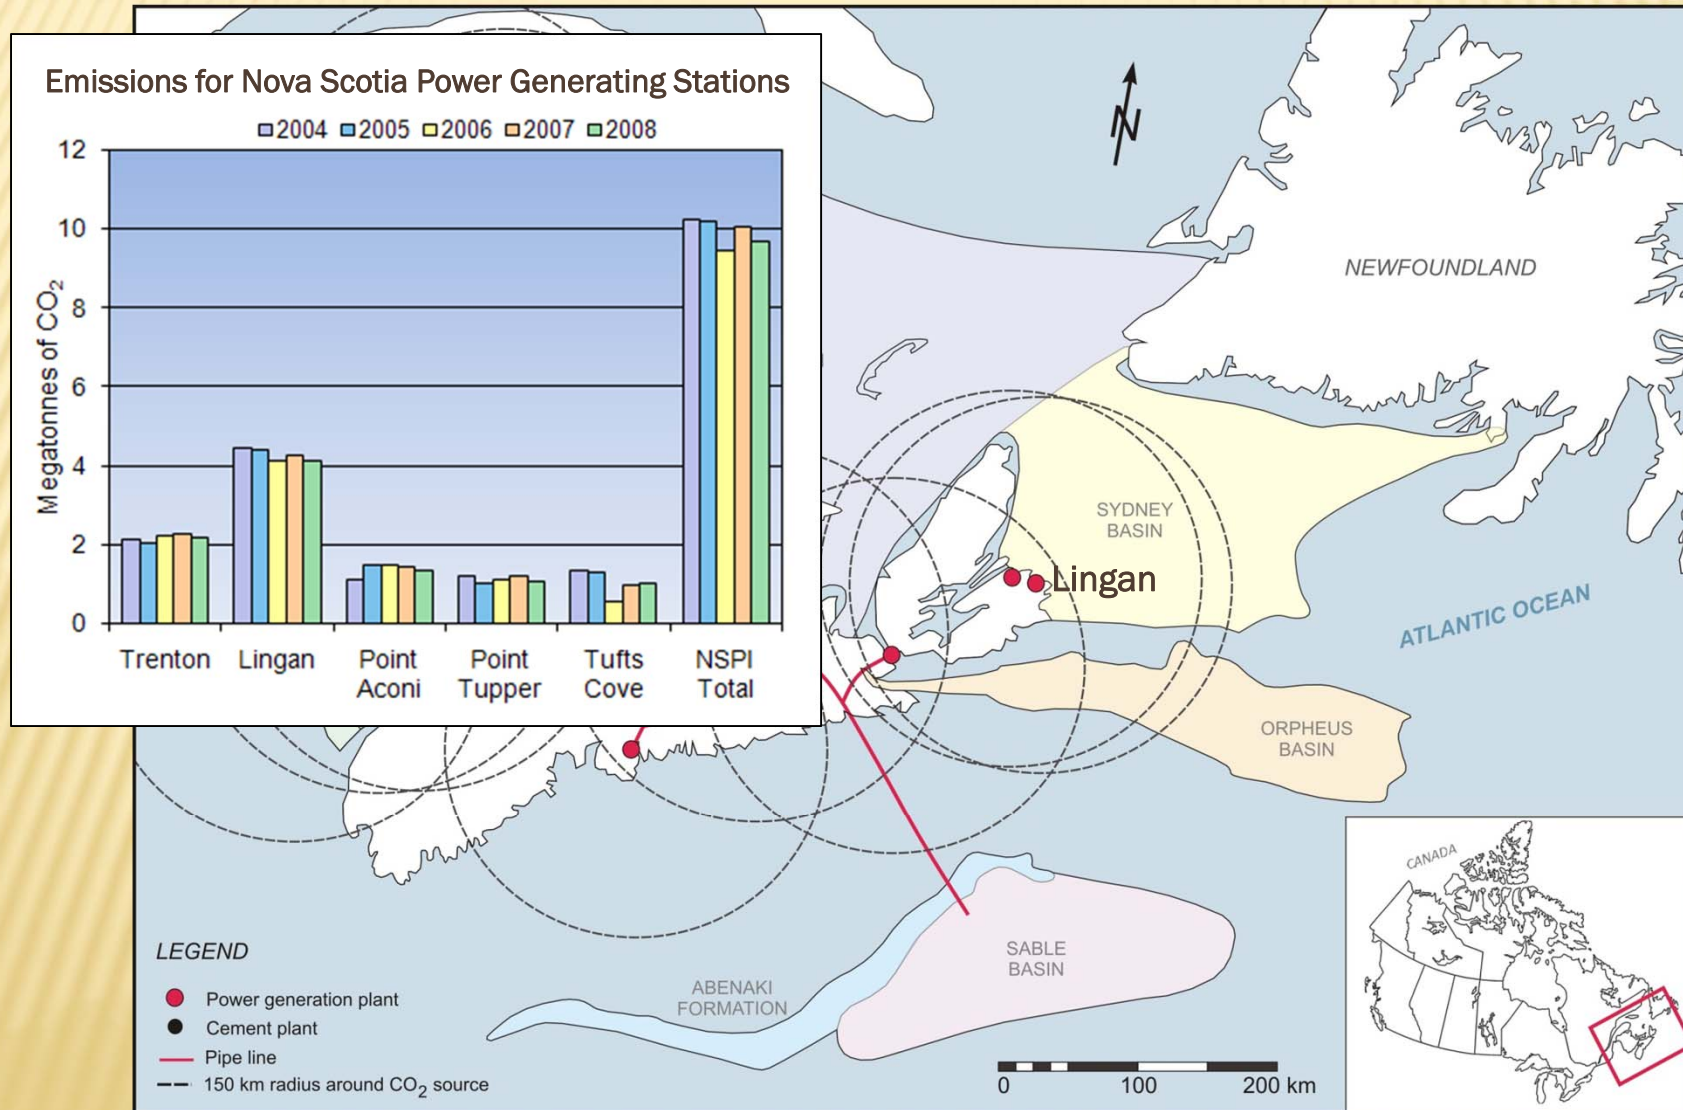 Emissions for Nova Scotia Power Generating Stations
2004 2005 2006 2007 2008
Megatonnes of CO₂
12
10
8
6
4
2
0
Trenton
Lingan
Point
Aconi
Point
Tupper
Tufts
Cove
NSPI
Total
N
NEWFOUNDLAND
SYDNEY
BASIN
Lingan
ATLANTIC OCEAN
ORPHEUS
BASIN
SABLE
BASIN
ABENAKI
FORMATION
LEGEND
Power generation plant
Cement plant
Pipe line
150 km radius around CO₂ source
0 100 200 km
CANADA